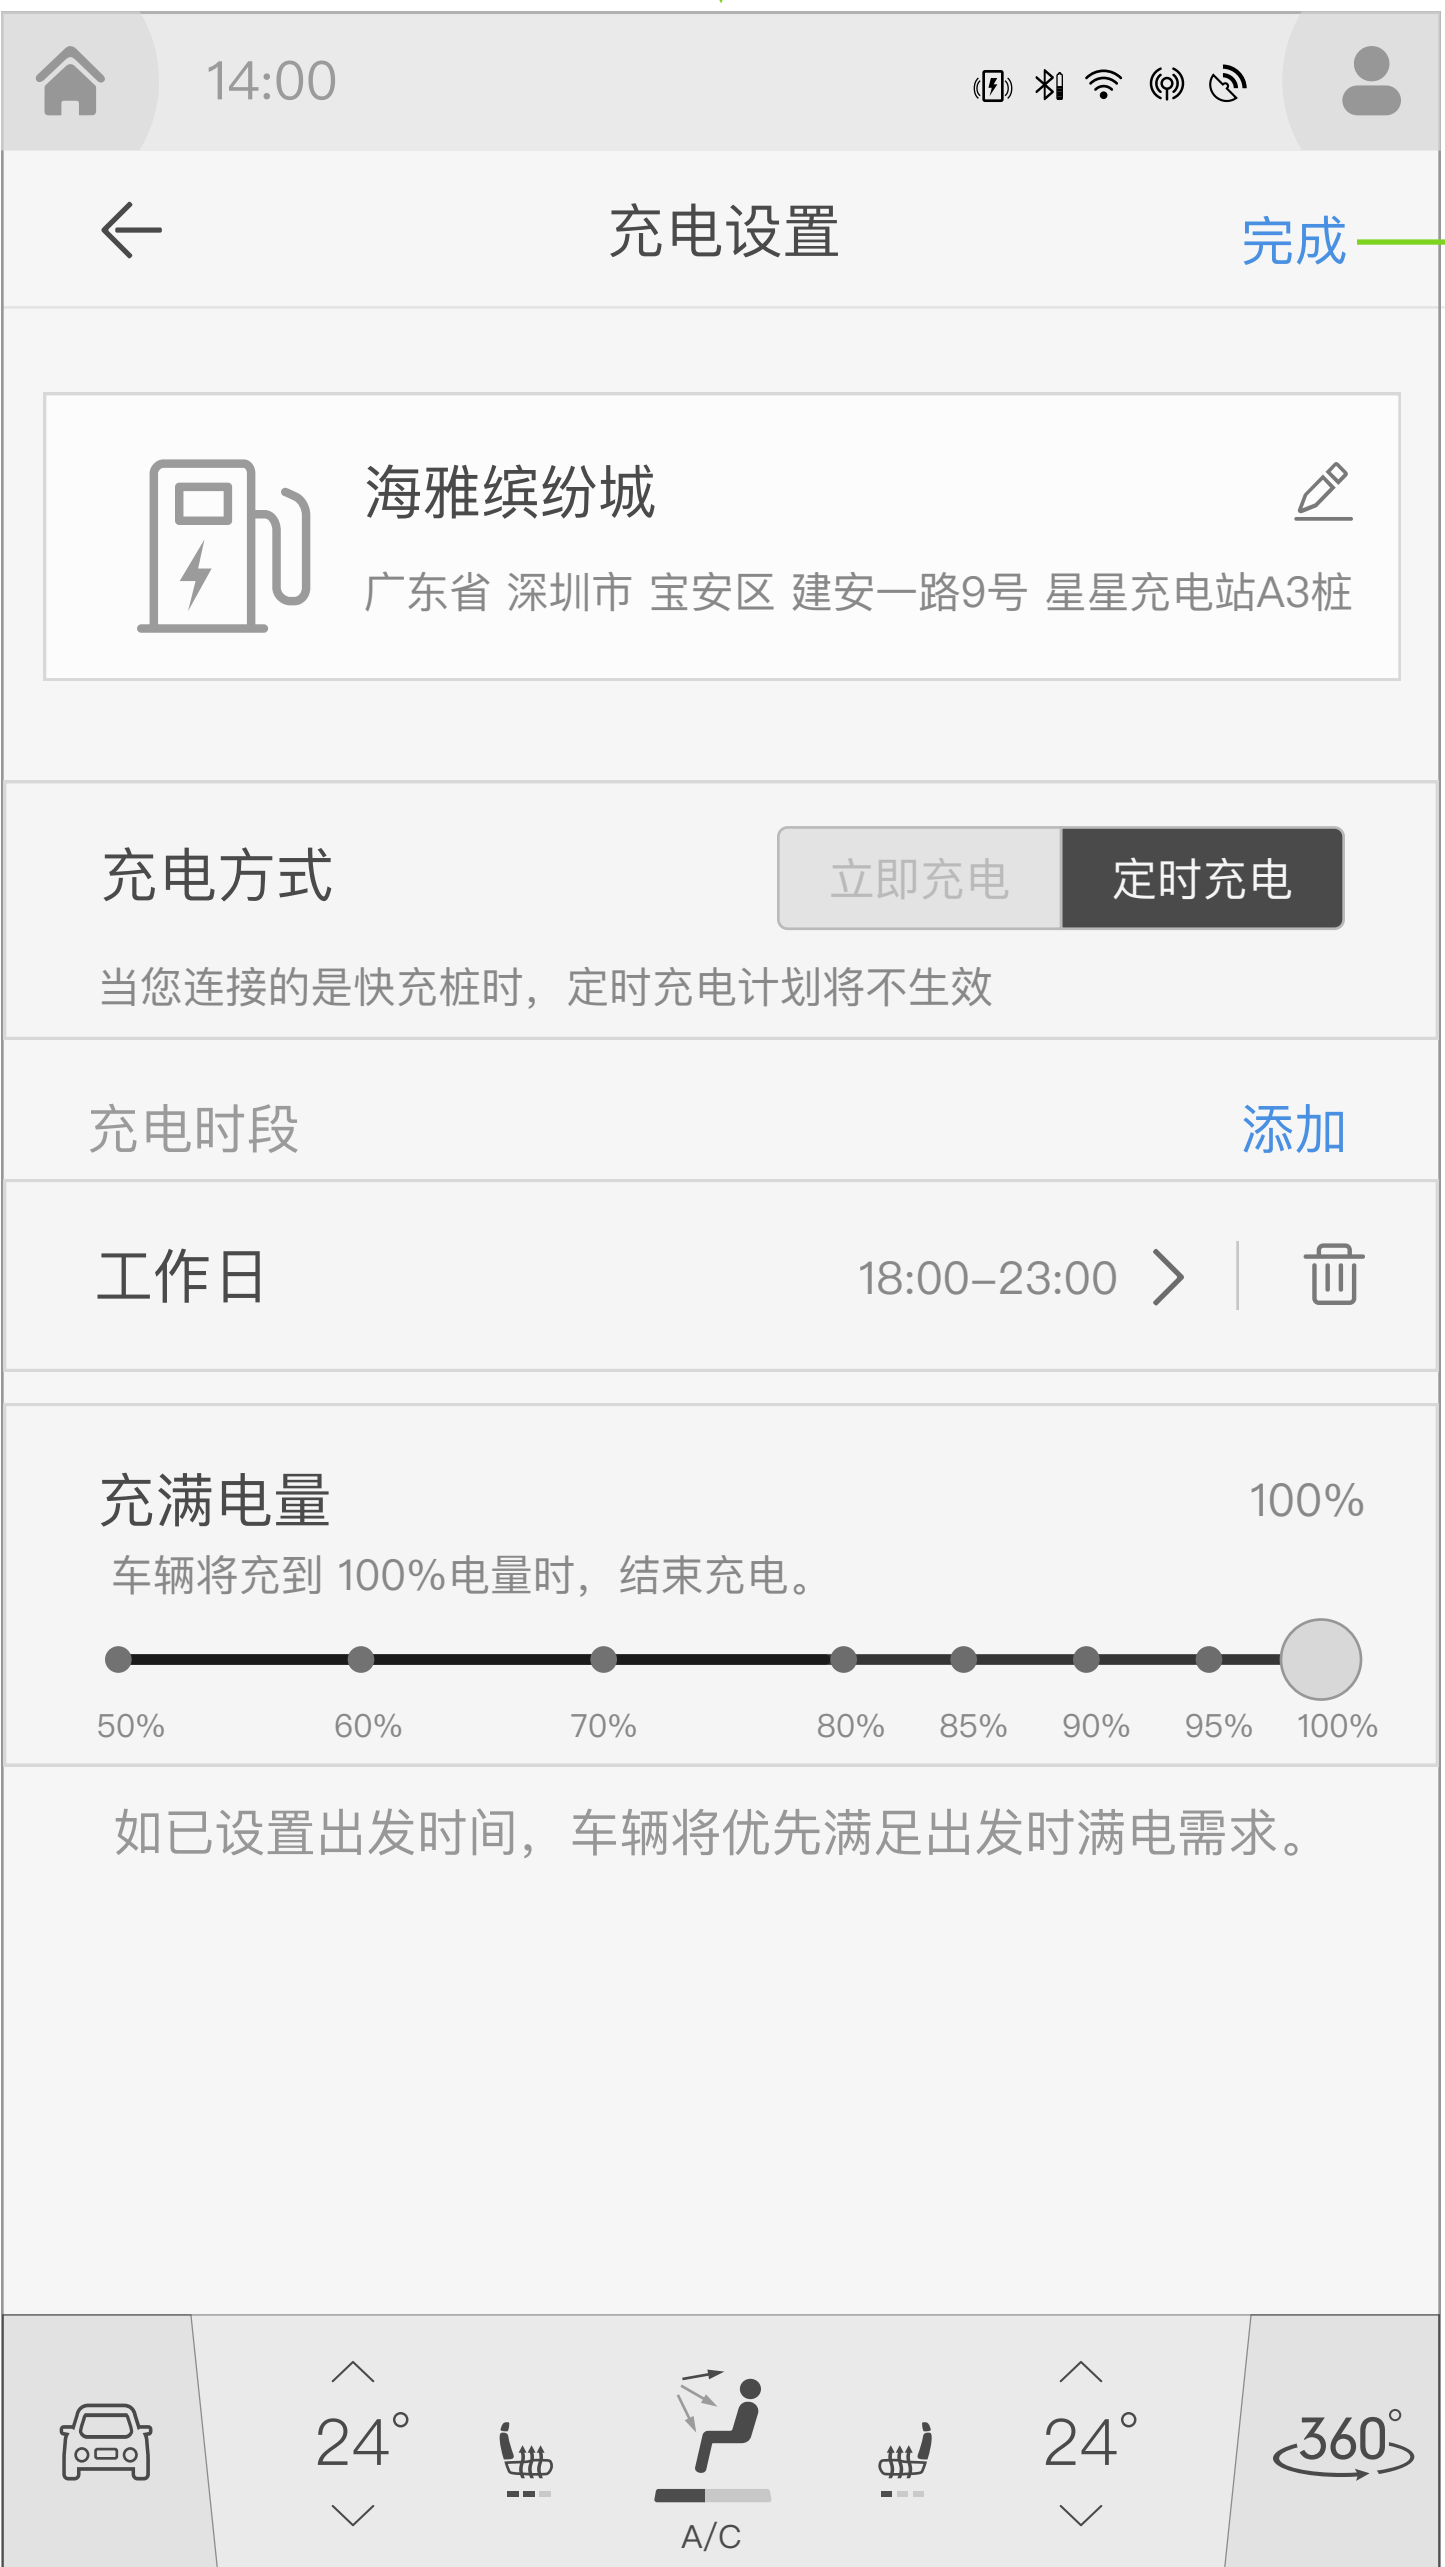 14:00
充电设置
完成
海雅缤纷城
广东省 深圳市 宝安区 建安一路9号 星星充电站A3桩
充电方式
立即充电
定时充电
当您连接的是快充桩时，定时充电计划将不生效
充电时段
添加
工作日
18:00–23:00
充满电量
100%
车辆将充到 100%电量时，结束充电。
50% 60% 70% 80% 85% 90% 95% 100%
如已设置出发时间，车辆将优先满足出发时满电需求。
24°
24°
360°
A/C